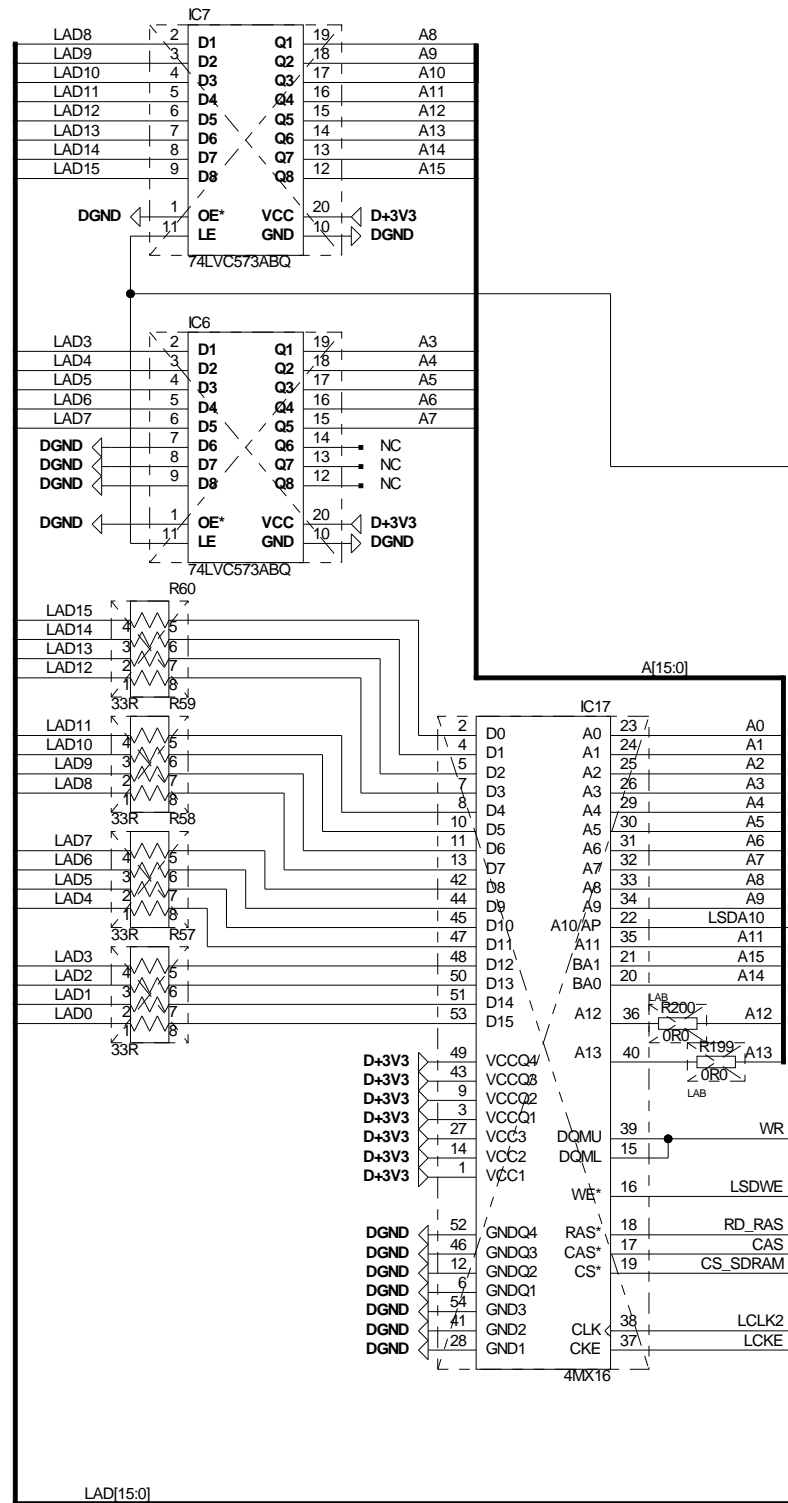 IC7
LAD8 2 D1 Q1 19 A8
LAD9 3 D2 Q2 18 A9
LAD10 4 D3 Q3 17 A10
LAD11 5 D4 Q4 16 A11
LAD12 6 D5 Q5 15 A12
LAD13 7 D6 Q6 14 A13
LAD14 8 D7 Q7 13 A14
LAD15 9 D8 Q8 12 A15
DGND 1 OE* VCC 20 D+3V3
11 LE GND 10 DGND
74LVC573ABQ
IC6
LAD3 2 D1 Q1 19 A3
LAD4 3 D2 Q2 18 A4
LAD5 4 D3 Q3 17 A5
LAD6 5 D4 Q4 16 A6
LAD7 6 D5 Q5 15 A7
DGND 7 D6 Q6 14 NC
DGND 8 D7 Q7 13 NC
DGND 9 D8 Q8 12 NC
DGND 1 OE* VCC 20 D+3V3
11 LE GND 10 DGND
74LVC573ABQ
R60
LAD15 4 5
LAD14 3 6
LAD13 2 7
LAD12 1 8
33R R59
LAD11 4 5
LAD10 3 6
LAD9 2 7
LAD8 1 8
33R R58
LAD7 4 5
LAD6 3 6
LAD5 2 7
LAD4 1 8
33R R57
LAD3 4 5
LAD2 3 6
LAD1 2 7
LAD0 1 8
33R
A[15:0]
IC17
2 D0 A0 23 A0
4 D1 A1 24 A1
5 D2 A2 25 A2
7 D3 A3 26 A3
8 D4 A4 29 A4
10 D5 A5 30 A5
11 D6 A6 31 A6
13 D7 A7 32 A7
42 D8 A8 33 A8
44 D9 A9 34 A9
45 D10 A10/AP 22 LSDA10
47 D11 A11 35 A11
48 D12 BA1 21 A15
50 D13 BA0 20 A14
51 D14
53 D15 A12 36 LAB R200 0R0 A12
A13 40 R199 0R0 LAB A13
D+3V3 49 VCCQ4
D+3V3 43 VCCQ3
D+3V3 9 VCCQ2
D+3V3 3 VCCQ1
D+3V3 27 VCC3 DQMU 39 WR
D+3V3 14 VCC2 DQML 15
D+3V3 1 VCC1
WE* 16 LSDWE
DGND 52 GNDQ4 RAS* 18 RD_RAS
DGND 46 GNDQ3 CAS* 17 CAS
DGND 12 GNDQ2 CS* 19 CS_SDRAM
DGND 6 GNDQ1
DGND 54 GND3
DGND 41 GND2 CLK 38 LCLK2
DGND 28 GND1 CKE 37 LCKE
4MX16
LAD[15:0]